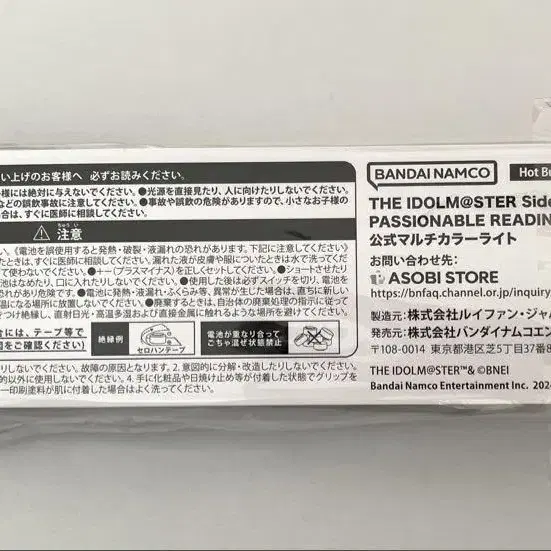 い上げのお客様へ 必ずお読みください。
様には絶対に与えないでください。●光源を直接見たり、人に向けたりしないでください。
などの誤飲事故に注意してください。●事故や誤飲の危険がありますので、小さなお子様の
合は、すぐに医師に相談してください。
ちゅうい
注意
い。《電池を誤使用すると発熱・破裂・液漏れの恐れがあります。下記に注意してください》
たときは、すぐに医師に相談してください。漏れた液が皮膚や服についたときは水で洗ってくだ
て使わないでください。●+−(プラスマイナス)を正しくセットしてください。●ショートさせたり
池はなめたり、口に入れたりしないでください。●使用した後は必ずスイッチを切り、電池を
恐れがあり危険です。●電池に発熱・液漏れ・ふくらみ等、異常が生じた場合は、直ちに新しい
温になる場所に放置しないでください。●廃棄するときは、自治体の廃棄処理の指示に従って
つけ絶縁し、直射日光・高温多湿および直接金属に触れるような場所を避けてください。
合には、テープ等で
図をご確認ください)
絶縁例
セロハンテープ
電池が重なり合って
ごちゃ混ぜ状態禁止
りしないでください。故障の原因となります。2. 意図的に分解・改造したりしないでください。
的以外に使用しないでください。4. 手に化粧品や日焼け止め等が付着した状態でグリップを
一印刷塗料が肌に付着した場合はよく洗ってください。
BANDAI NAMCO
Hot Bu
THE IDOLM@STER Side
PASSIONABLE READIN
公式マルチカラーライト
お問い合わせ先:
ASOBI STORE
https://bnfaq.channel.or.jp/inquiry
製造元:株式会社ルイファン・ジャパ
発売元:株式会社バンダイナムコエン
〒108-0014 東京都港区芝5丁目37番8
THE IDOLM@STER™& ©BNEI
Bandai Namco Entertainment Inc. 202